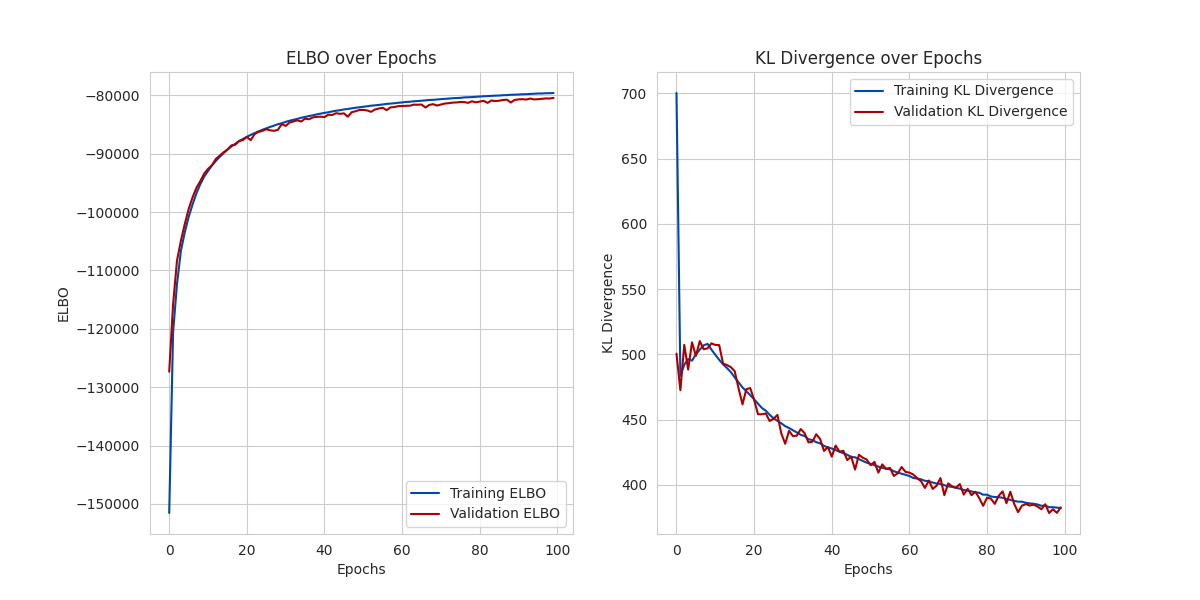 ELBO over Epochs
−80000
−90000
−100000
−110000
−120000
−130000
−140000
−150000
ELBO
0 20 40 60 80 100
Epochs
Training ELBO
Validation ELBO
KL Divergence over Epochs
700
650
600
550
500
450
400
KL Divergence
0 20 40 60 80 100
Epochs
Training KL Divergence
Validation KL Divergence